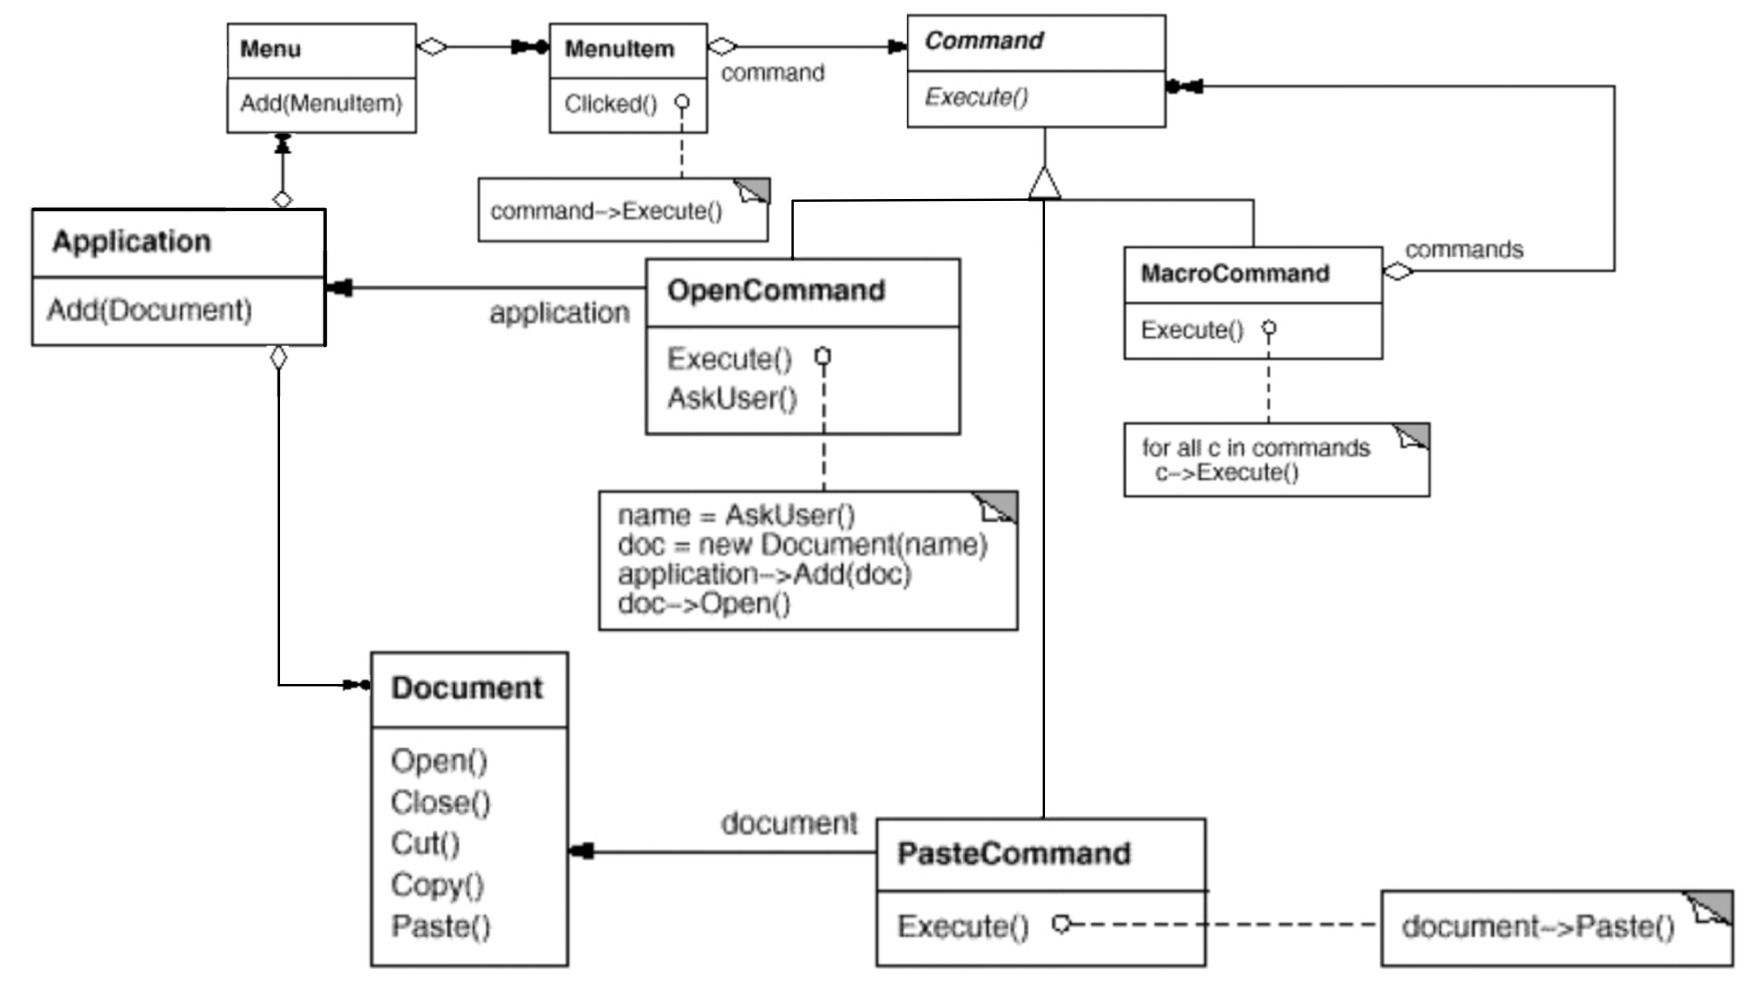 Menu
Add(MenuItem)
MenuItem
Clicked()
command
Command
Execute()
command->Execute()
Application
Add(Document)
application
OpenCommand
Execute()
AskUser()
MacroCommand
Execute()
commands
for all c in commands
c->Execute()
name = AskUser()
doc = new Document(name)
application->Add(doc)
doc->Open()
Document
Open()
Close()
Cut()
Copy()
Paste()
document
PasteCommand
Execute()
document->Paste()